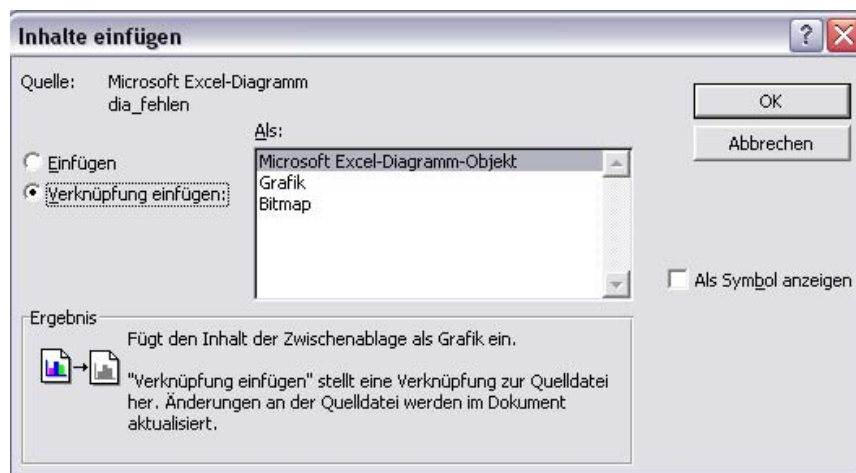 Inhalte einfügen
Quelle: Microsoft Excel-Diagramm
dia_fehlen
Als:
Einfügen
Verknüpfung einfügen:
Microsoft Excel-Diagramm-Objekt
Grafik
Bitmap
OK
Abbrechen
Als Symbol anzeigen
Ergebnis
Fügt den Inhalt der Zwischenablage als Grafik ein.
"Verknüpfung einfügen" stellt eine Verknüpfung zur Quelldatei
her. Änderungen an der Quelldatei werden im Dokument
aktualisiert.